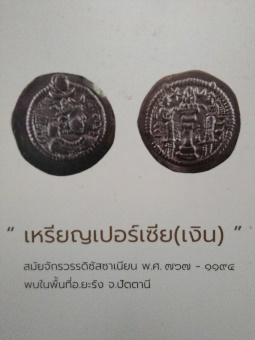 “ เหรียญเปอร์เซีย(เงิน) ”
สมัยจักรวรรดิซัสซาเนียน พ.ศ. ๗๖๗ - ๑๑๙๔
พบในพื้นที่อ.ยะรัง จ.ปัตตานี